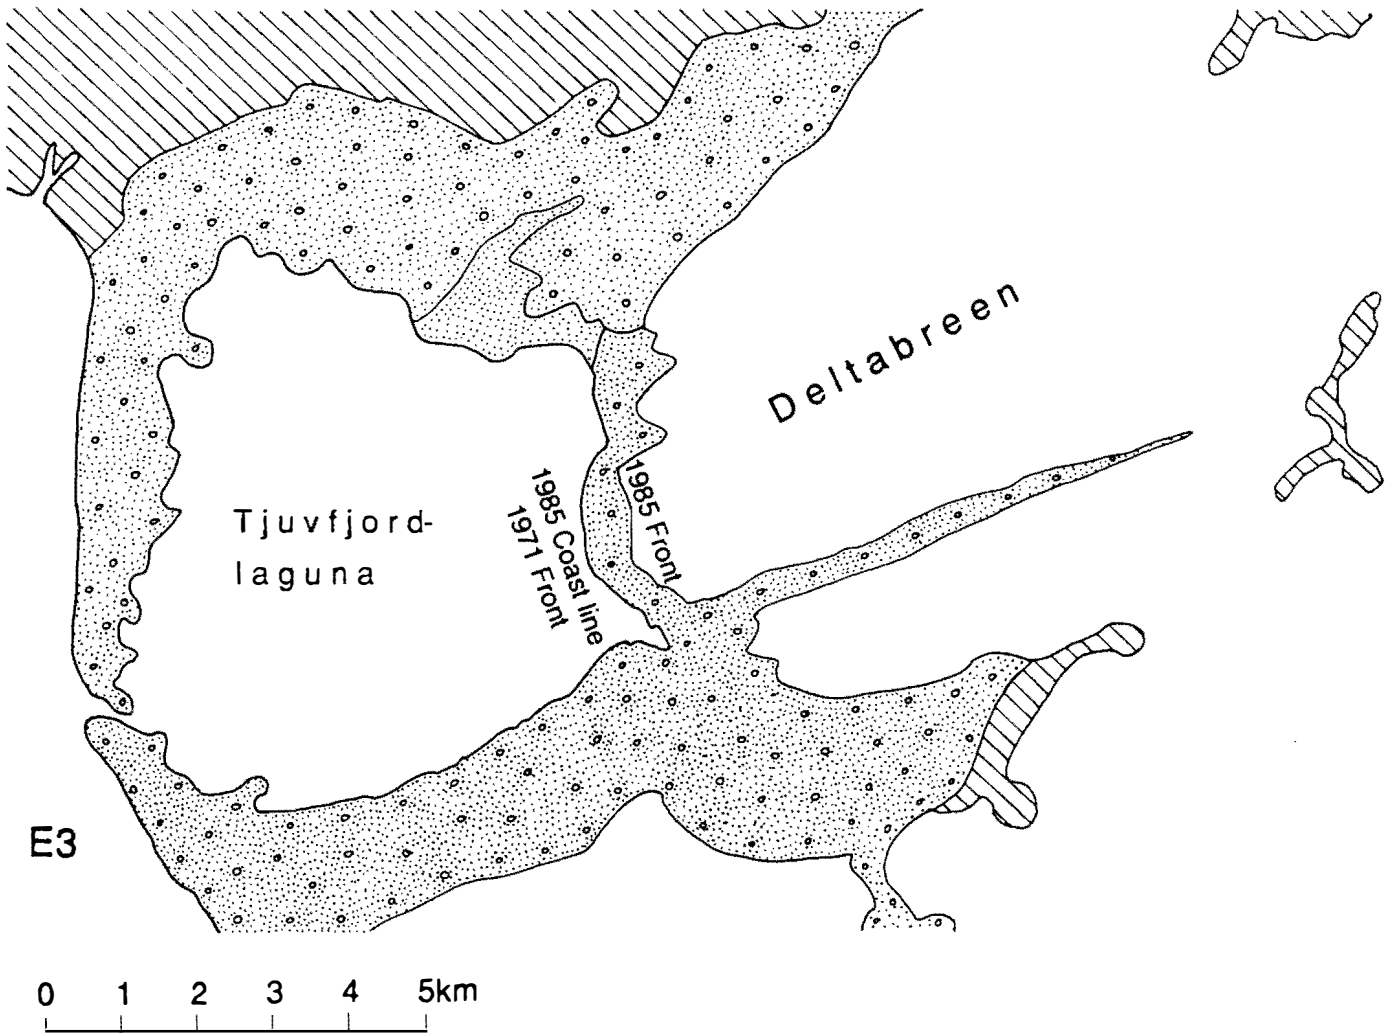 Deltabreen
Tjuvfjord-
laguna
1985 Coast line
1971 Front
1985 Front
E3
0 1 2 3 4 5km